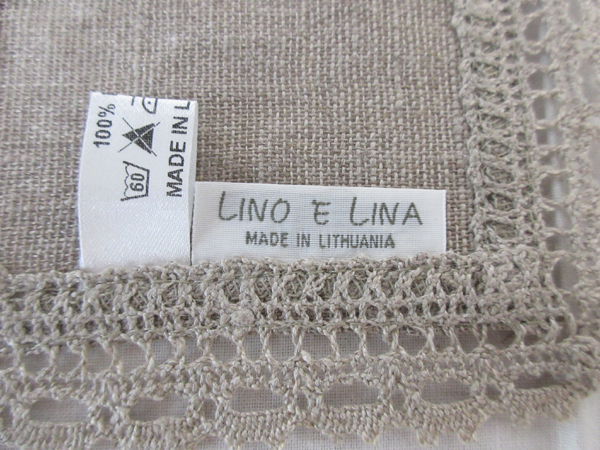 100%
60
MADE IN L
LINO E LINA
MADE IN LITHUANIA